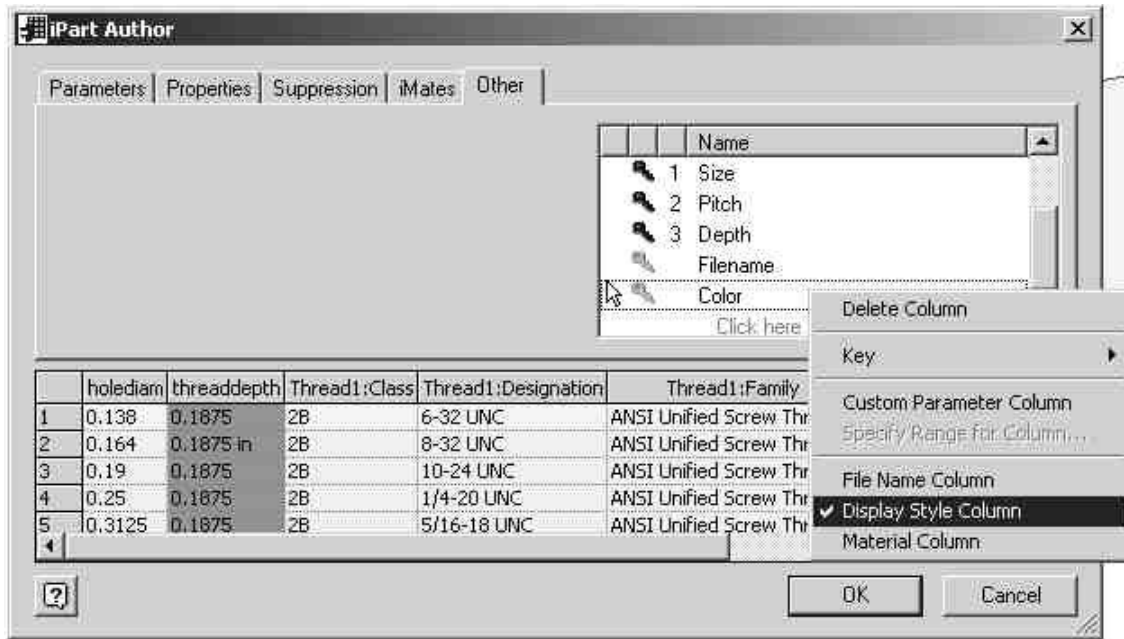 iPart Author
Parameters Properties Suppression iMates Other
Name
1 Size
2 Pitch
3 Depth
Filename
Color
Click here
Delete Column
Key
Custom Parameter Column
Specify Range for Column...
File Name Column
Display Style Column
Material Column
holediam threaddepth Thread1:Class Thread1:Designation Thread1:Family
1 0.138 0.1875 2B 6-32 UNC ANSI Unified Screw Thr
2 0.164 0.1875 in 2B 8-32 UNC ANSI Unified Screw Thr
3 0.19 0.1875 2B 10-24 UNC ANSI Unified Screw Thr
4 0.25 0.1875 2B 1/4-20 UNC ANSI Unified Screw Thr
5 0.3125 0.1875 2B 5/16-18 UNC ANSI Unified Screw Thr
OK Cancel